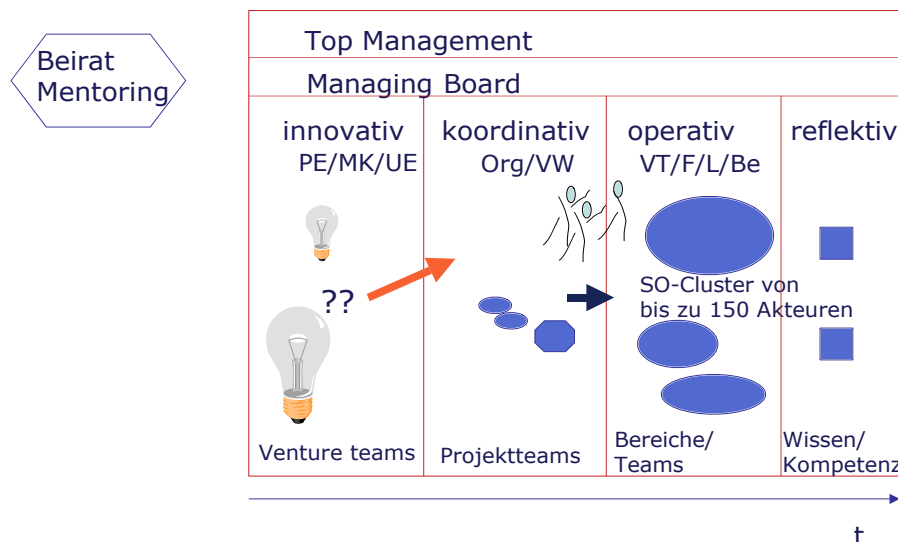 Beirat
Mentoring
Top Management
Managing Board
innovativ
PE/MK/UE
koordinativ
Org/VW
operativ
VT/F/L/Be
reflektiv
??
SO-Cluster von
bis zu 150 Akteuren
Venture teams
Projektteams
Bereiche/
Teams
Wissen/
Kompetenz
t